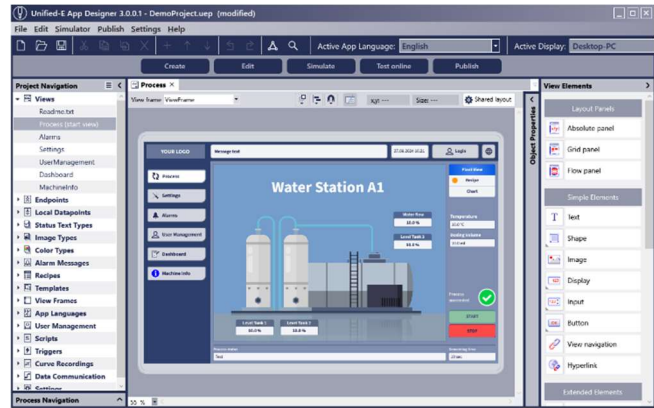 Unified-E App Designer 3.0.0.1 - DemoProject.uep (modified)
File Edit Simulator Publish Settings Help
Active App Language: English Active Display: Desktop-PC
Create Edit Simulate Test online Publish
Project Navigation
Views
Readme.txt
Process (start view)
Alarms
Settings
UserManagement
Dashboard
MachineInfo
Endpoints
Local Datapoints
Status Text Types
Image Types
Color Types
Alarm Messages
Recipes
Templates
View Frames
App Languages
User Management
Scripts
Triggers
Curve Recordings
Data Communication
Settings
Process Navigation
Process
View frame ViewFrame
x,y: --- Size: --- Shared layout
YOUR LOGO Message text Login
Process
Settings
Alarms
User Management
Dashboard
Machine Info
Water Station A1
Water flow
Level Tank 3
Level Tank 1 Level Tank 2
Recipe
Chart
Temperature
START
STOP
55 %
Object Properties
View Elements
Layout Panels
Absolute panel
Grid panel
Flow panel
Simple Elements
Text
Shape
Image
Display
Input
Button
View navigation
Hyperlink
Extended Elements